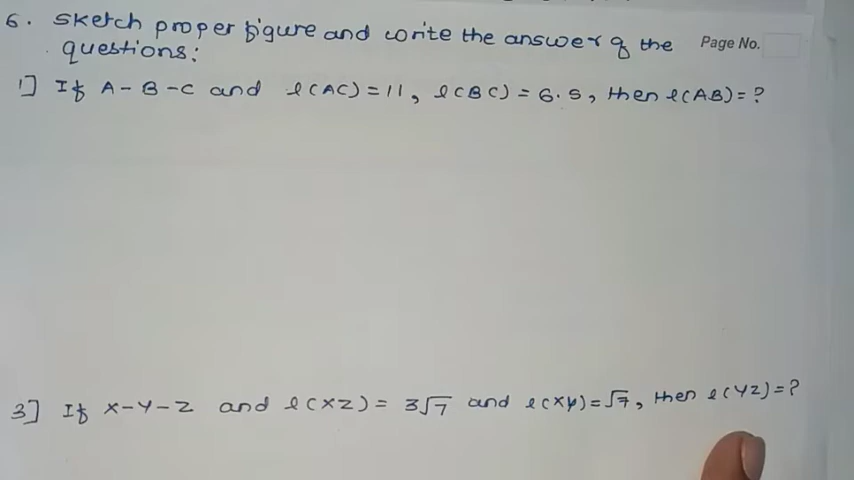 6. Sketch proper figure and write the answer of the
Page No.
questions:
1] If A-B-C and l(AC)=11, l(BC)=6.5, then l(AB)=?
3] If X-Y-Z and l(XZ)=3√7 and l(XY)=√7, then l(YZ)=?